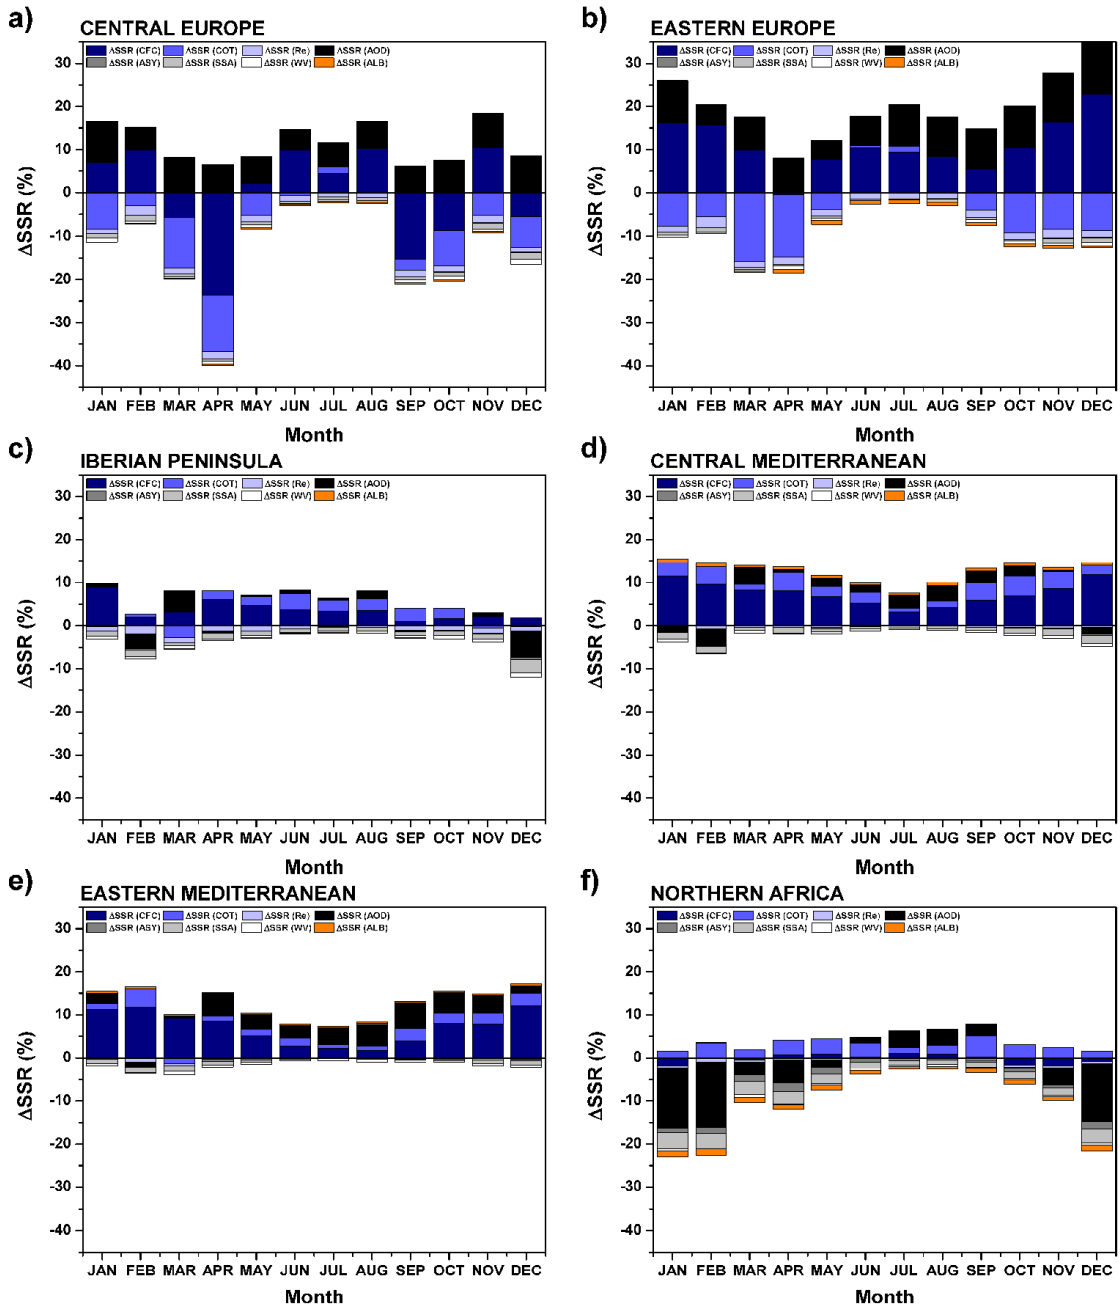 a) CENTRAL EUROPE
ΔSSR (CFC) ΔSSR (COT) ΔSSR (Re) ΔSSR (AOD)
ΔSSR (ASY) ΔSSR (SSA) ΔSSR (WV) ΔSSR (ALB)
30
20
10
0
-10
-20
-30
-40
ΔSSR (%)
JAN FEB MAR APR MAY JUN JUL AUG SEP OCT NOV DEC
Month
b) EASTERN EUROPE
ΔSSR (CFC) ΔSSR (COT) ΔSSR (Re) ΔSSR (AOD)
ΔSSR (ASY) ΔSSR (SSA) ΔSSR (WV) ΔSSR (ALB)
30
20
10
0
-10
-20
-30
-40
ΔSSR (%)
JAN FEB MAR APR MAY JUN JUL AUG SEP OCT NOV DEC
Month
c) IBERIAN PENINSULA
ΔSSR (CFC) ΔSSR (COT) ΔSSR (Re) ΔSSR (AOD)
ΔSSR (ASY) ΔSSR (SSA) ΔSSR (WV) ΔSSR (ALB)
30
20
10
0
-10
-20
-30
-40
ΔSSR (%)
JAN FEB MAR APR MAY JUN JUL AUG SEP OCT NOV DEC
Month
d) CENTRAL MEDITERRANEAN
ΔSSR (CFC) ΔSSR (COT) ΔSSR (Re) ΔSSR (AOD)
ΔSSR (ASY) ΔSSR (SSA) ΔSSR (WV) ΔSSR (ALB)
30
20
10
0
-10
-20
-30
-40
ΔSSR (%)
JAN FEB MAR APR MAY JUN JUL AUG SEP OCT NOV DEC
Month
e) EASTERN MEDITERRANEAN
ΔSSR (CFC) ΔSSR (COT) ΔSSR (Re) ΔSSR (AOD)
ΔSSR (ASY) ΔSSR (SSA) ΔSSR (WV) ΔSSR (ALB)
30
20
10
0
-10
-20
-30
-40
ΔSSR (%)
JAN FEB MAR APR MAY JUN JUL AUG SEP OCT NOV DEC
Month
f) NORTHERN AFRICA
ΔSSR (CFC) ΔSSR (COT) ΔSSR (Re) ΔSSR (AOD)
ΔSSR (ASY) ΔSSR (SSA) ΔSSR (WV) ΔSSR (ALB)
30
20
10
0
-10
-20
-30
-40
ΔSSR (%)
JAN FEB MAR APR MAY JUN JUL AUG SEP OCT NOV DEC
Month